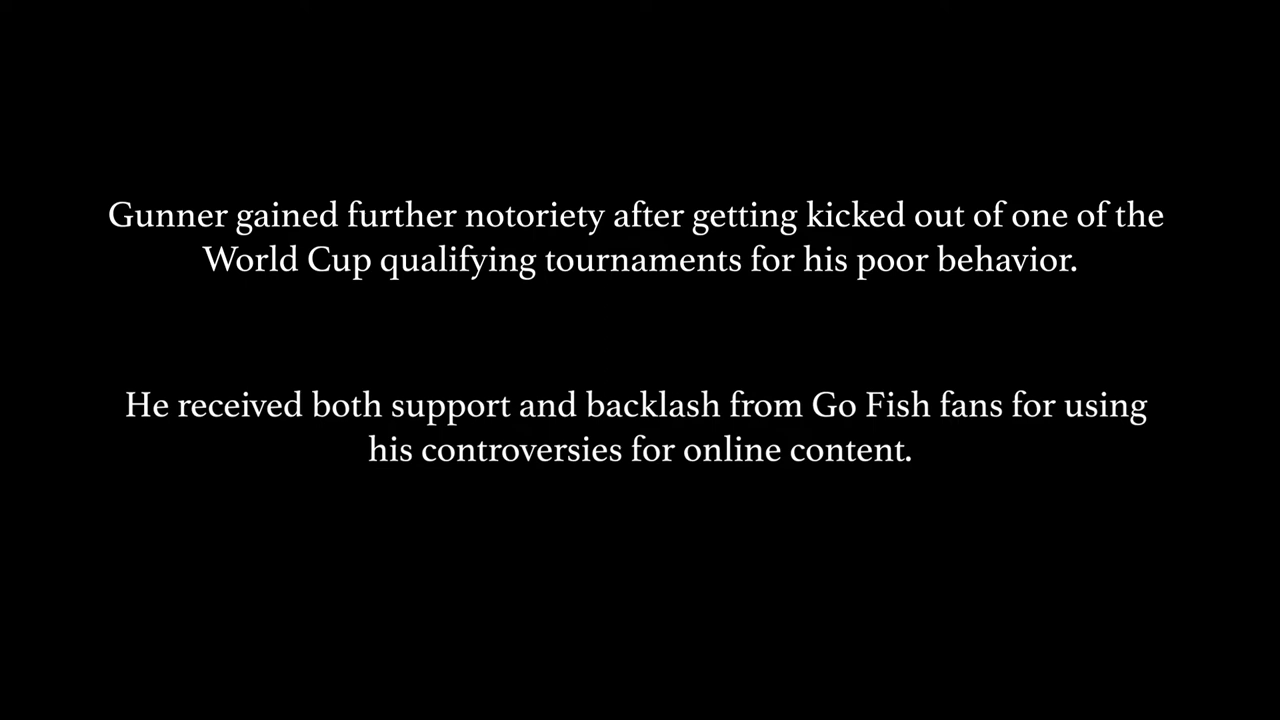 Gunner gained further notoriety after getting kicked out of one of the
World Cup qualifying tournaments for his poor behavior.
He received both support and backlash from Go Fish fans for using
his controversies for online content.